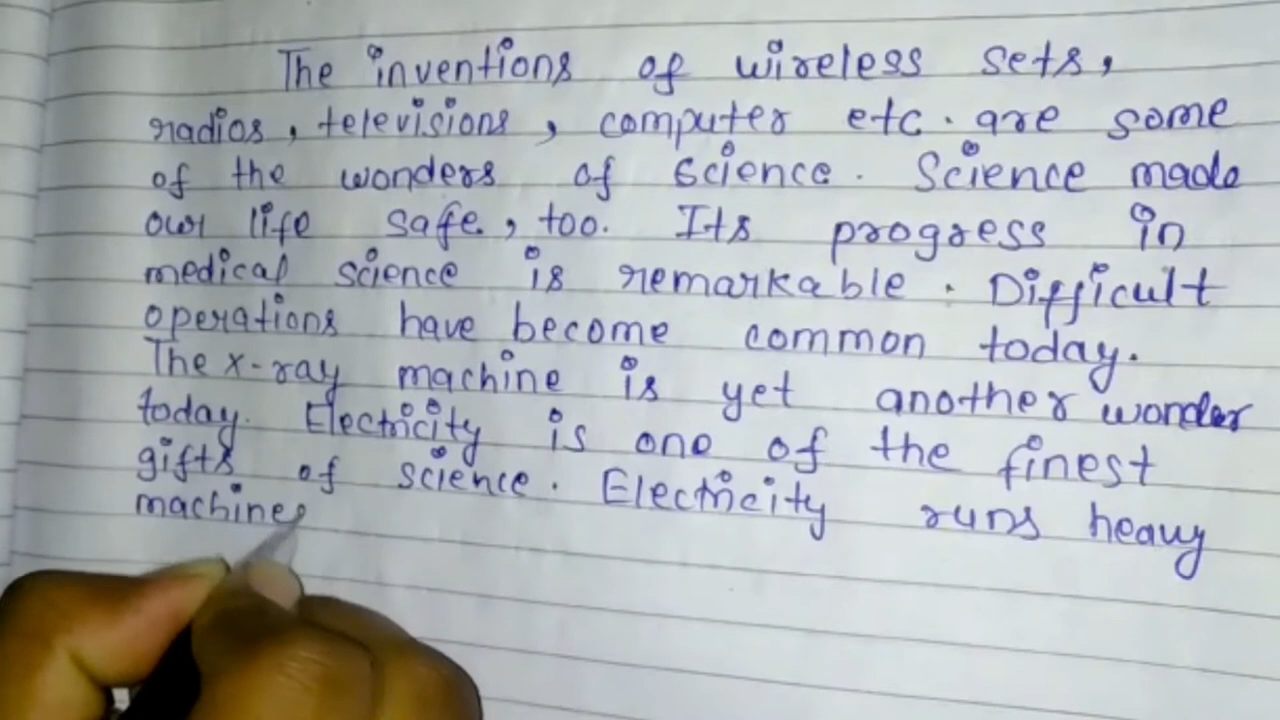 The inventions of wireless sets,
radios, televisions, computer etc. are some
of the wonders of science. Science made
our life safe, too. Its progress in
medical science is remarkable. Difficult
operations have become common today.
The x-ray machine is yet another wonder
today. Electricity is one of the finest
gifts of science. Electricity runs heavy
machines